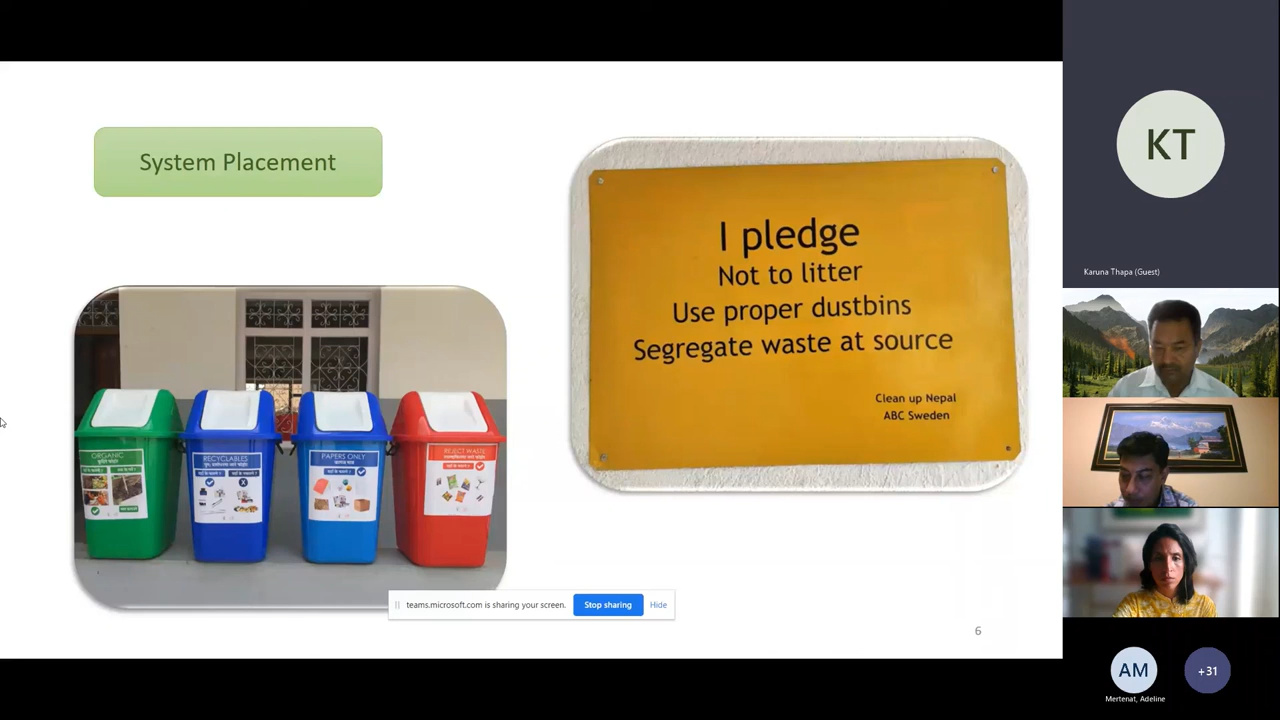 System Placement
I pledge
Not to litter
Use proper dustbins
Segregate waste at source
Clean up Nepal
ABC Sweden
ORGANIC
RECYCLABLES
PAPERS ONLY
REJECT WASTE
teams.microsoft.com is sharing your screen.
Stop sharing
Hide
6
KT
Karuna Thapa (Guest)
AM
+31
Mertenat, Adeline